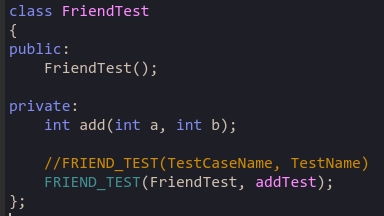 class FriendTest
{
public:
    FriendTest();

private:
    int add(int a, int b);

    //FRIEND_TEST(TestCaseName, TestName)
    FRIEND_TEST(FriendTest, addTest);
};